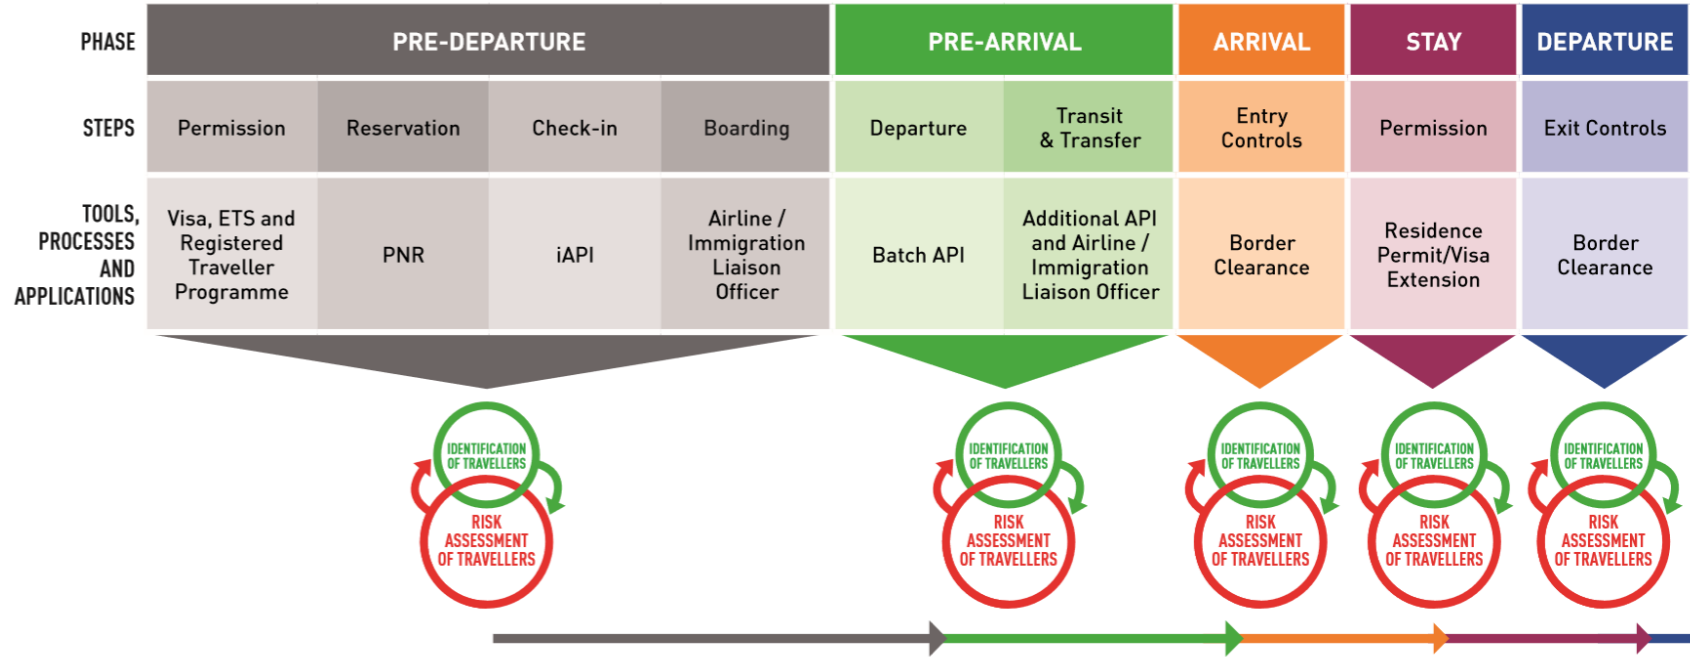 PHASE
PRE-DEPARTURE
PRE-ARRIVAL
ARRIVAL
STAY
DEPARTURE
STEPS
Permission
Reservation
Check-in
Boarding
Departure
Transit
& Transfer
Entry
Controls
Permission
Exit Controls
TOOLS,
PROCESSES
AND
APPLICATIONS
Visa, ETS and
Registered
Traveller
Programme
PNR
iAPI
Airline /
Immigration
Liaison
Officer
Batch API
Additional API
and Airline /
Immigration
Liaison Officer
Border
Clearance
Residence
Permit/Visa
Extension
Border
Clearance
IDENTIFICATION
OF TRAVELLERS
RISK
ASSESSMENT
OF TRAVELLERS
IDENTIFICATION
OF TRAVELLERS
RISK
ASSESSMENT
OF TRAVELLERS
IDENTIFICATION
OF TRAVELLERS
RISK
ASSESSMENT
OF TRAVELLERS
IDENTIFICATION
OF TRAVELLERS
RISK
ASSESSMENT
OF TRAVELLERS
IDENTIFICATION
OF TRAVELLERS
RISK
ASSESSMENT
OF TRAVELLERS